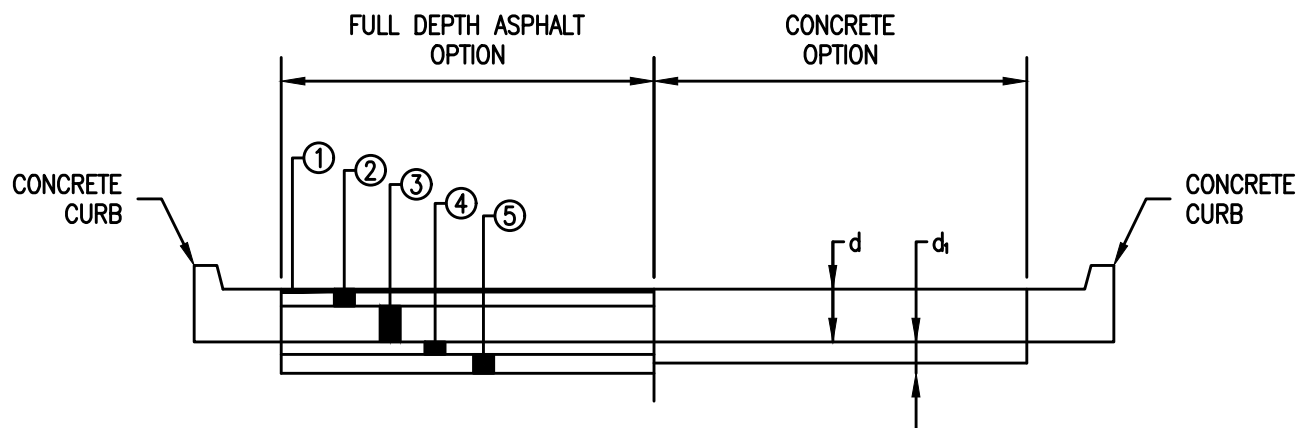 FULL DEPTH ASPHALT
OPTION
CONCRETE
OPTION
1
2
3
4
5
CONCRETE
CURB
CONCRETE
CURB
d
d₁